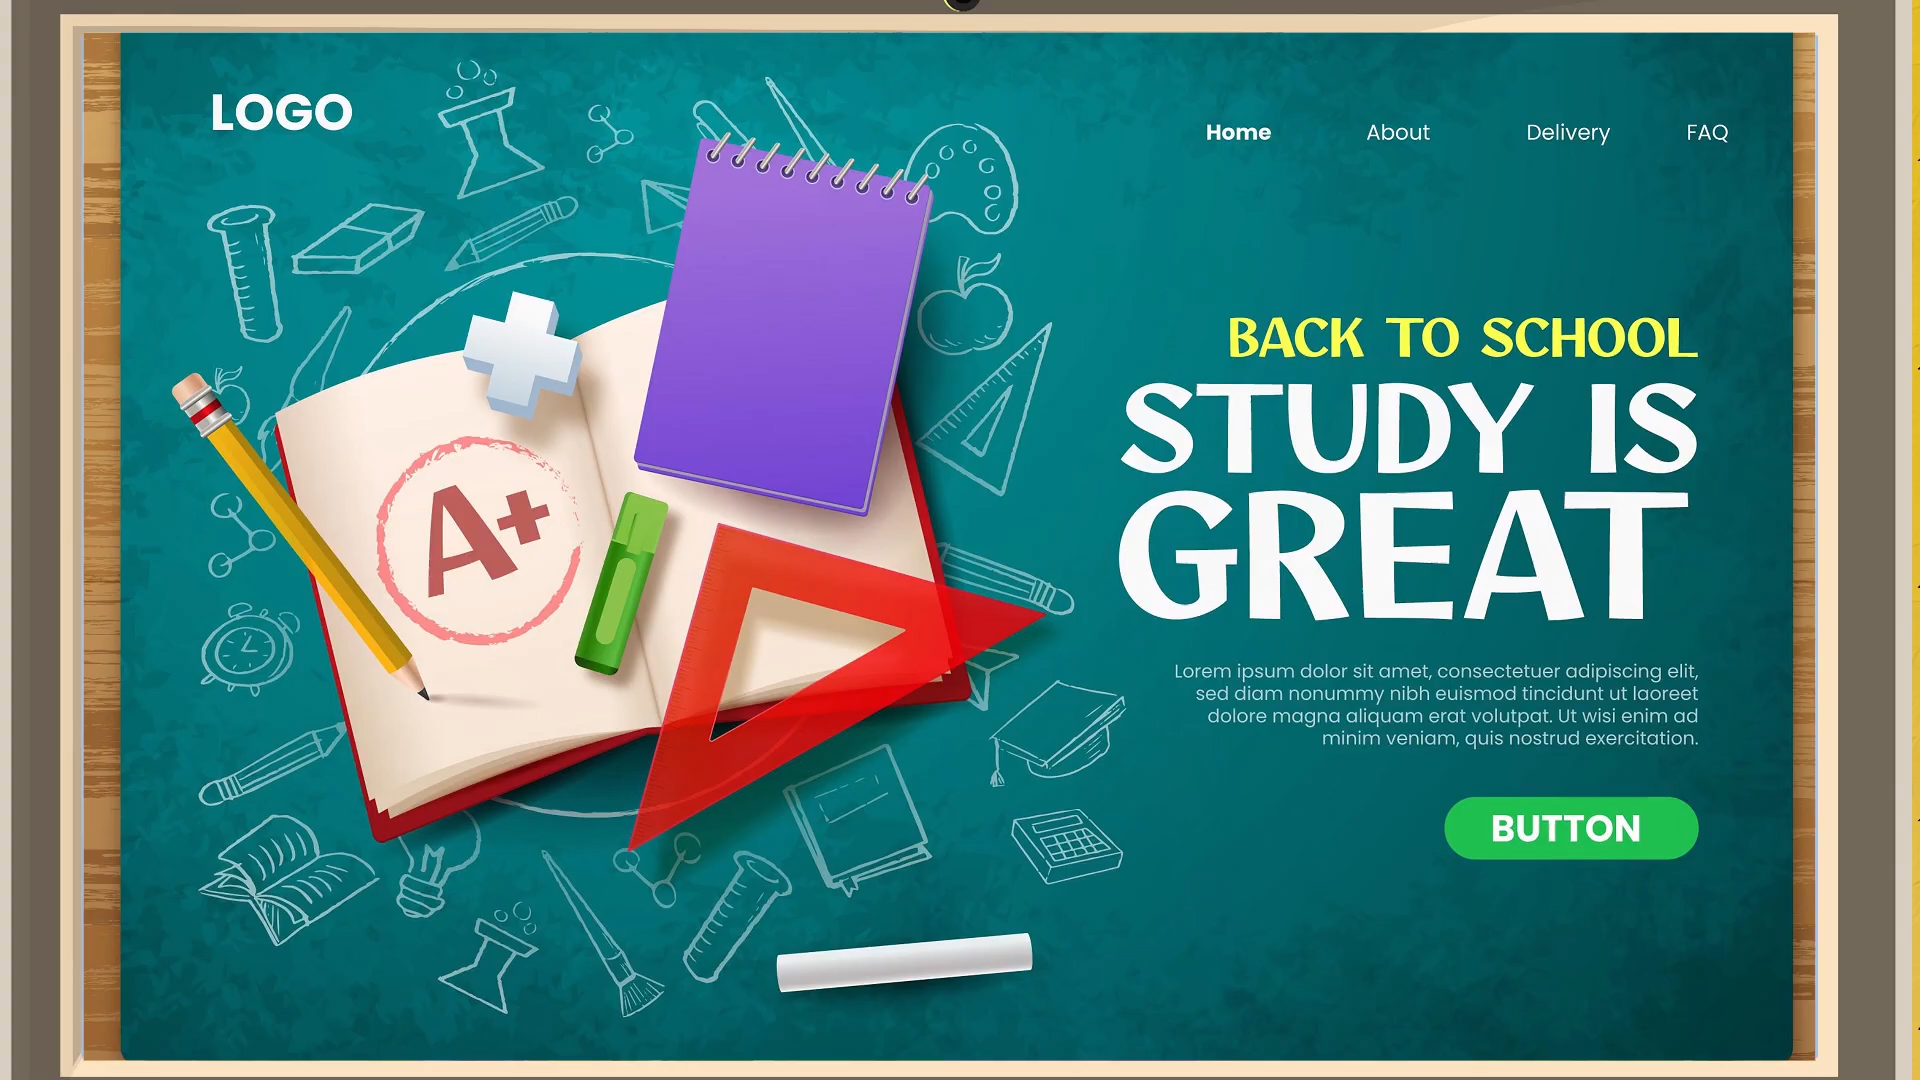 LOGO
Home About Delivery FAQ
BACK TO SCHOOL
STUDY IS
GREAT
A+
Lorem ipsum dolor sit amet, consectetuer adipiscing elit,
sed diam nonummy nibh euismod tincidunt ut laoreet
dolore magna aliquam erat volutpat. Ut wisi enim ad
minim veniam, quis nostrud exercitation.
BUTTON